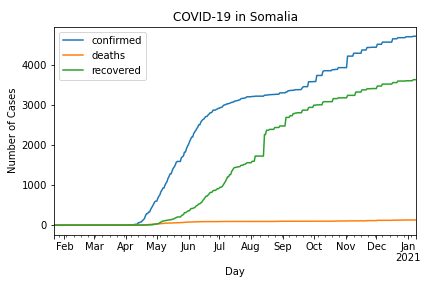 COVID-19 in Somalia
confirmed
deaths
recovered
Number of Cases
4000
3000
2000
1000
0
Feb Mar Apr May Jun Jul Aug Sep Oct Nov Dec Jan
2021
Day